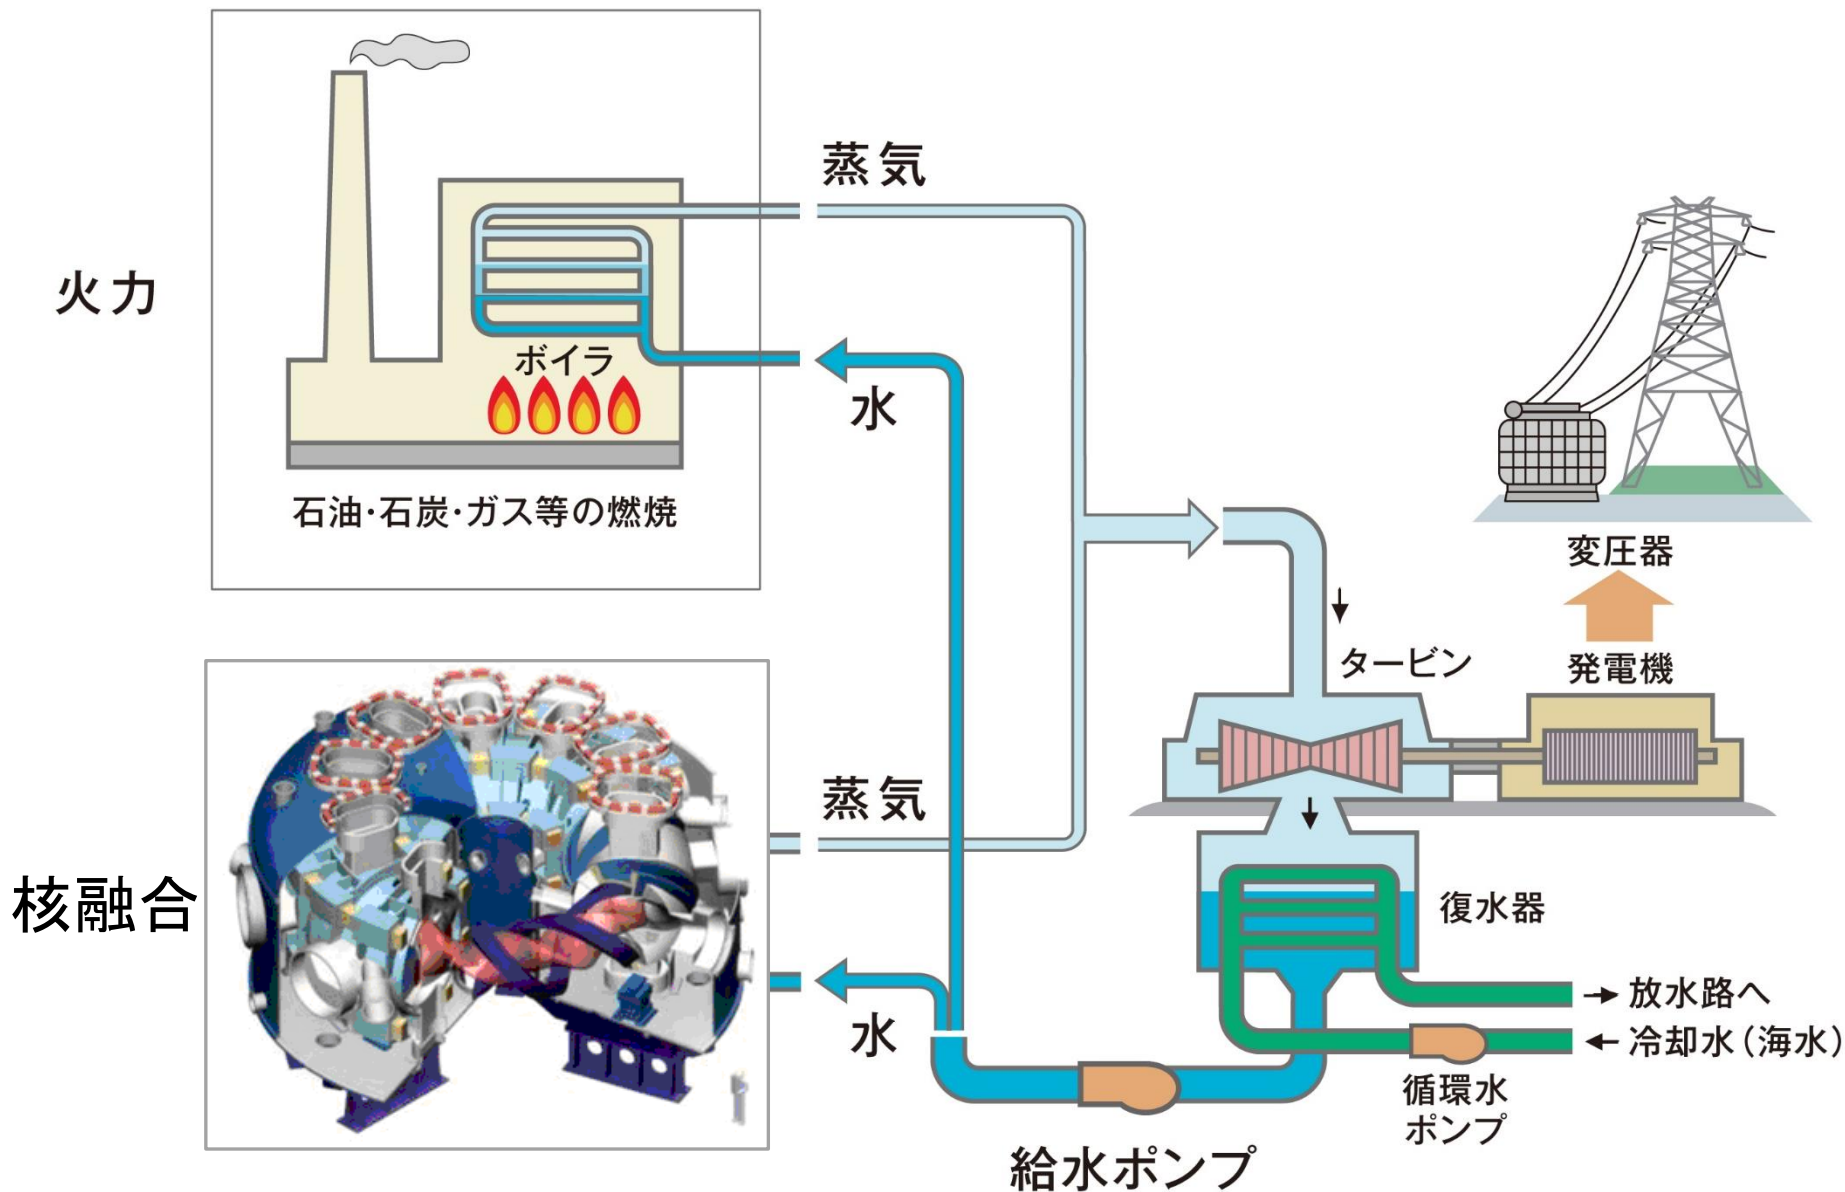 火力
ボイラ
石油・石炭・ガス等の燃焼
蒸気
水
変圧器
発電機
タービン
核融合
蒸気
水
復水器
放水路へ
冷却水(海水)
循環水
ポンプ
給水ポンプ